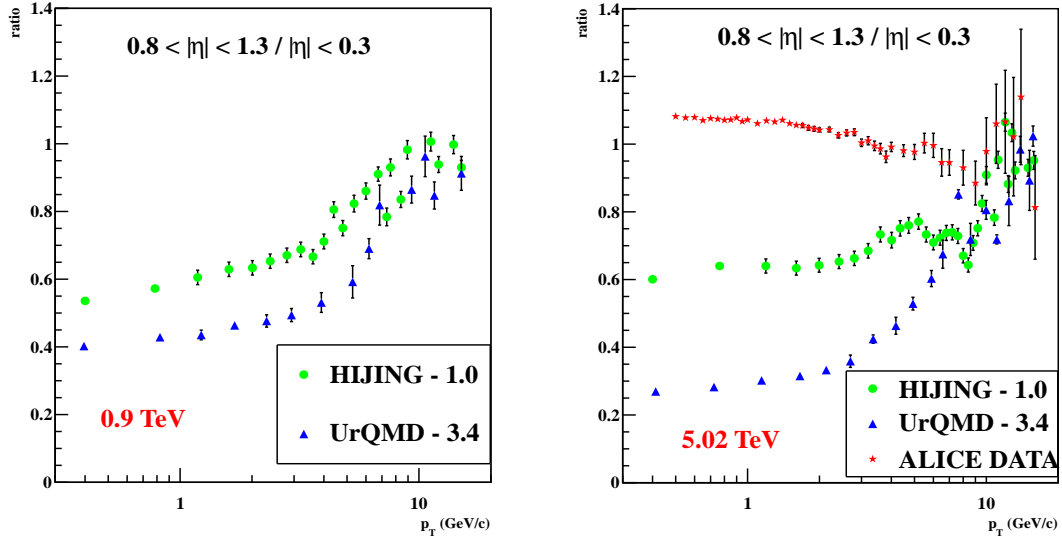 ratio
1.4
1.2
1
0.8
0.6
0.4
0.2
0
0.8 < |η| < 1.3 / |η| < 0.3
HIJING - 1.0
UrQMD - 3.4
0.9 TeV
1
10
p_T (GeV/c)
ratio
1.4
1.2
1
0.8
0.6
0.4
0.2
0
0.8 < |η| < 1.3 / |η| < 0.3
HIJING - 1.0
UrQMD - 3.4
ALICE DATA
5.02 TeV
1
10
p_T (GeV/c)